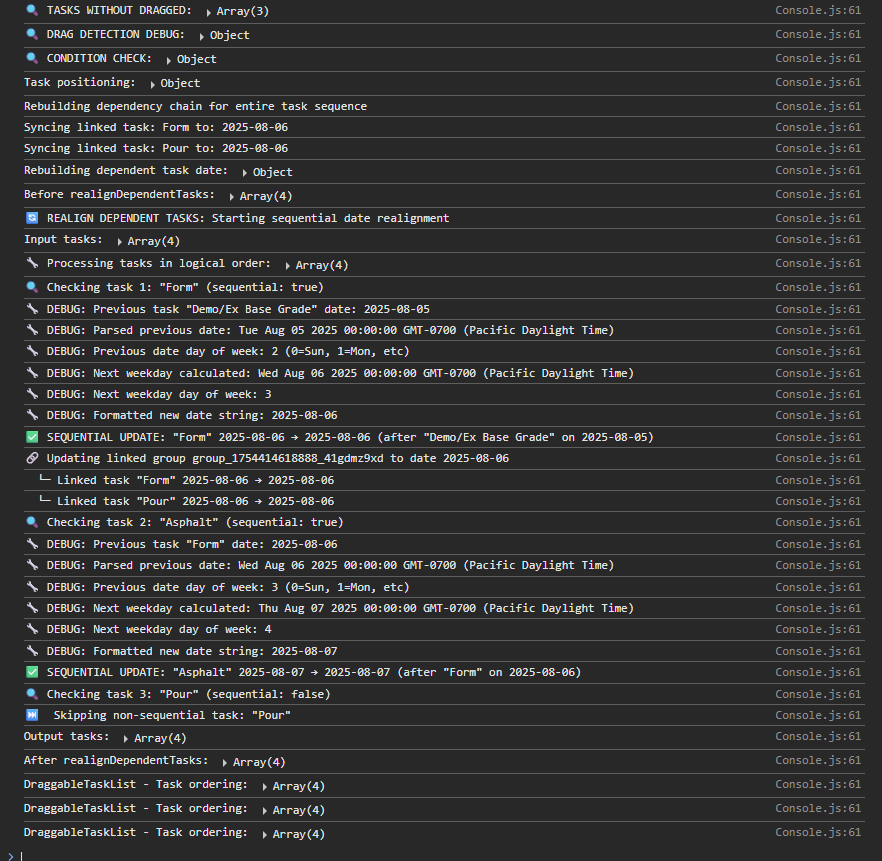 🔍 TASKS WITHOUT DRAGGED: ▸ Array(3) Console.js:61
🔍 DRAG DETECTION DEBUG: ▸ Object Console.js:61
🔍 CONDITION CHECK: ▸ Object Console.js:61
Task positioning: ▸ Object Console.js:61
Rebuilding dependency chain for entire task sequence Console.js:61
Syncing linked task: Form to: 2025-08-06 Console.js:61
Syncing linked task: Pour to: 2025-08-06 Console.js:61
Rebuilding dependent task date: ▸ Object Console.js:61
Before realignDependentTasks: ▸ Array(4) Console.js:61
🔄 REALIGN DEPENDENT TASKS: Starting sequential date realignment Console.js:61
Input tasks: ▸ Array(4) Console.js:61
🔧 Processing tasks in logical order: ▸ Array(4) Console.js:61
🔍 Checking task 1: "Form" (sequential: true) Console.js:61
🔧 DEBUG: Previous task "Demo/Ex Base Grade" date: 2025-08-05 Console.js:61
🔧 DEBUG: Parsed previous date: Tue Aug 05 2025 00:00:00 GMT-0700 (Pacific Daylight Time) Console.js:61
🔧 DEBUG: Previous date day of week: 2 (0=Sun, 1=Mon, etc) Console.js:61
🔧 DEBUG: Next weekday calculated: Wed Aug 06 2025 00:00:00 GMT-0700 (Pacific Daylight Time) Console.js:61
🔧 DEBUG: Next weekday day of week: 3 Console.js:61
🔧 DEBUG: Formatted new date string: 2025-08-06 Console.js:61
✅ SEQUENTIAL UPDATE: "Form" 2025-08-06 → 2025-08-06 (after "Demo/Ex Base Grade" on 2025-08-05) Console.js:61
🔗 Updating linked group group_1754414618888_41gdmz9xd to date 2025-08-06 Console.js:61
└─ Linked task "Form" 2025-08-06 → 2025-08-06 Console.js:61
└─ Linked task "Pour" 2025-08-06 → 2025-08-06 Console.js:61
🔍 Checking task 2: "Asphalt" (sequential: true) Console.js:61
🔧 DEBUG: Previous task "Form" date: 2025-08-06 Console.js:61
🔧 DEBUG: Parsed previous date: Wed Aug 06 2025 00:00:00 GMT-0700 (Pacific Daylight Time) Console.js:61
🔧 DEBUG: Previous date day of week: 3 (0=Sun, 1=Mon, etc) Console.js:61
🔧 DEBUG: Next weekday calculated: Thu Aug 07 2025 00:00:00 GMT-0700 (Pacific Daylight Time) Console.js:61
🔧 DEBUG: Next weekday day of week: 4 Console.js:61
🔧 DEBUG: Formatted new date string: 2025-08-07 Console.js:61
✅ SEQUENTIAL UPDATE: "Asphalt" 2025-08-07 → 2025-08-07 (after "Form" on 2025-08-06) Console.js:61
🔍 Checking task 3: "Pour" (sequential: false) Console.js:61
⏭ Skipping non-sequential task: "Pour" Console.js:61
Output tasks: ▸ Array(4) Console.js:61
After realignDependentTasks: ▸ Array(4) Console.js:61
DraggableTaskList - Task ordering: ▸ Array(4) Console.js:61
DraggableTaskList - Task ordering: ▸ Array(4) Console.js:61
DraggableTaskList - Task ordering: ▸ Array(4) Console.js:61